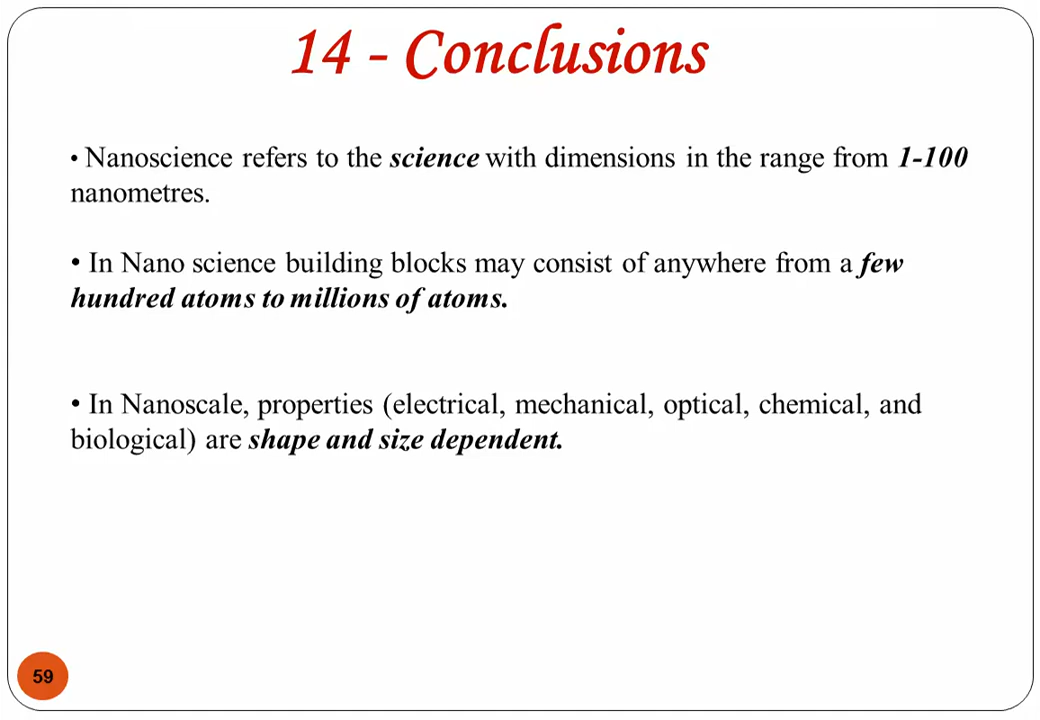 14 - Conclusions
• Nanoscience refers to the science with dimensions in the range from 1-100
nanometres.
• In Nano science building blocks may consist of anywhere from a few
hundred atoms to millions of atoms.
• In Nanoscale, properties (electrical, mechanical, optical, chemical, and
biological) are shape and size dependent.
59